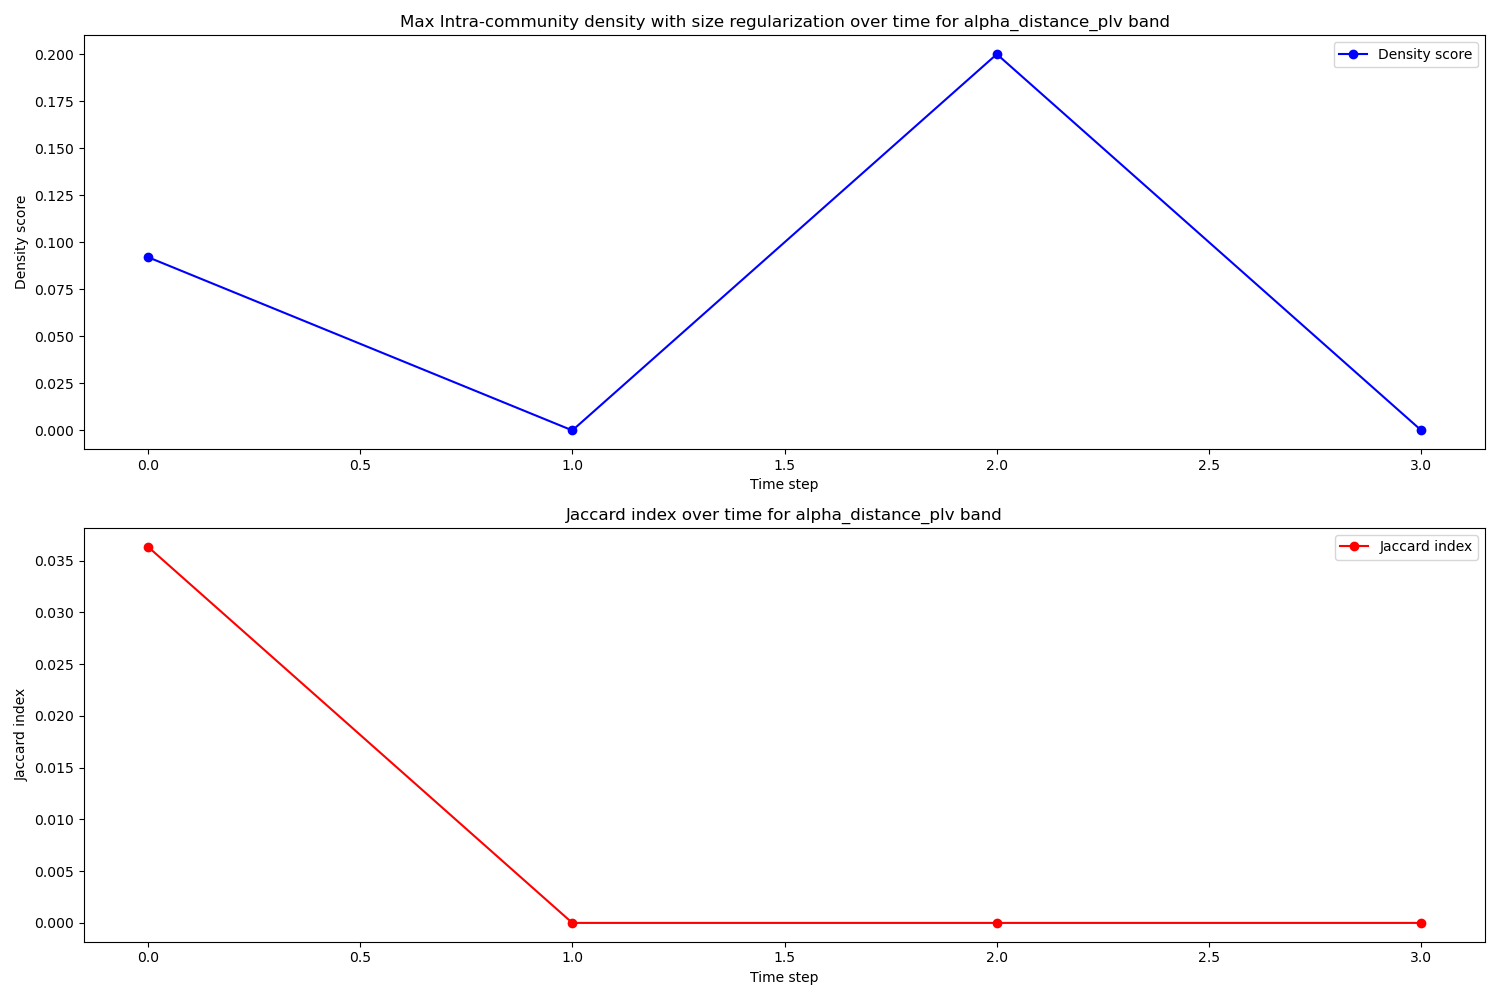 Max Intra-community density with size regularization over time for alpha_distance_plv band
Density score
0.200
0.175
0.150
0.125
0.100
0.075
0.050
0.025
0.000
Density score
0.0 0.5 1.0 1.5 2.0 2.5 3.0
Time step
Jaccard index over time for alpha_distance_plv band
Jaccard index
0.035
0.030
0.025
0.020
0.015
0.010
0.005
0.000
Jaccard index
0.0 0.5 1.0 1.5 2.0 2.5 3.0
Time step